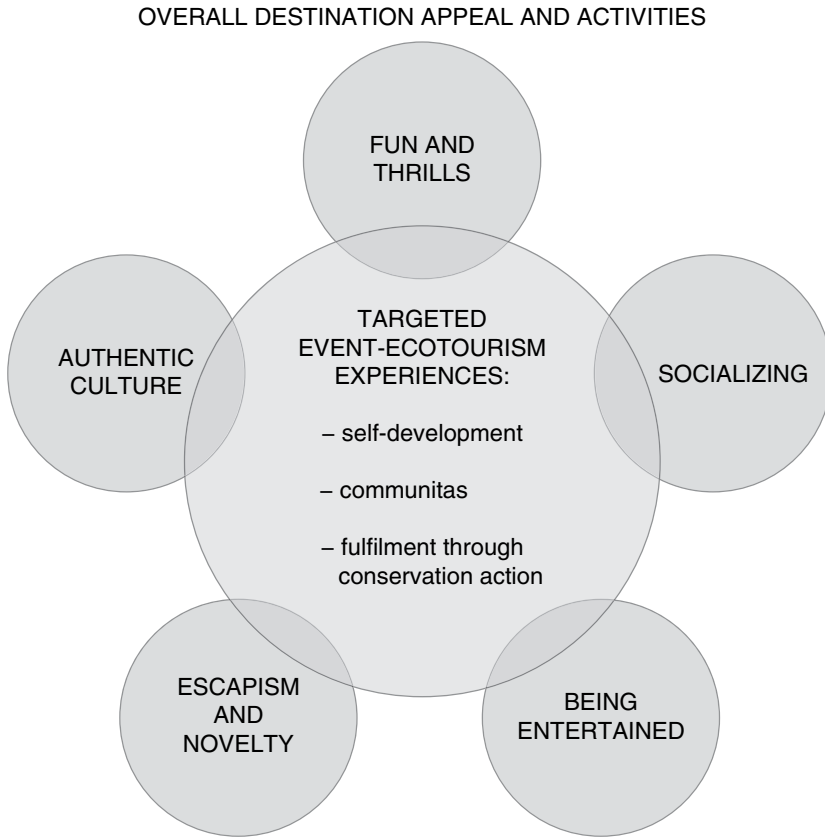 OVERALL DESTINATION APPEAL AND ACTIVITIES
FUN AND
THRILLS
AUTHENTIC
CULTURE
TARGETED
EVENT-ECOTOURISM
EXPERIENCES:
– self-development
– communitas
– fulfilment through
conservation action
SOCIALIZING
ESCAPISM
AND
NOVELTY
BEING
ENTERTAINED